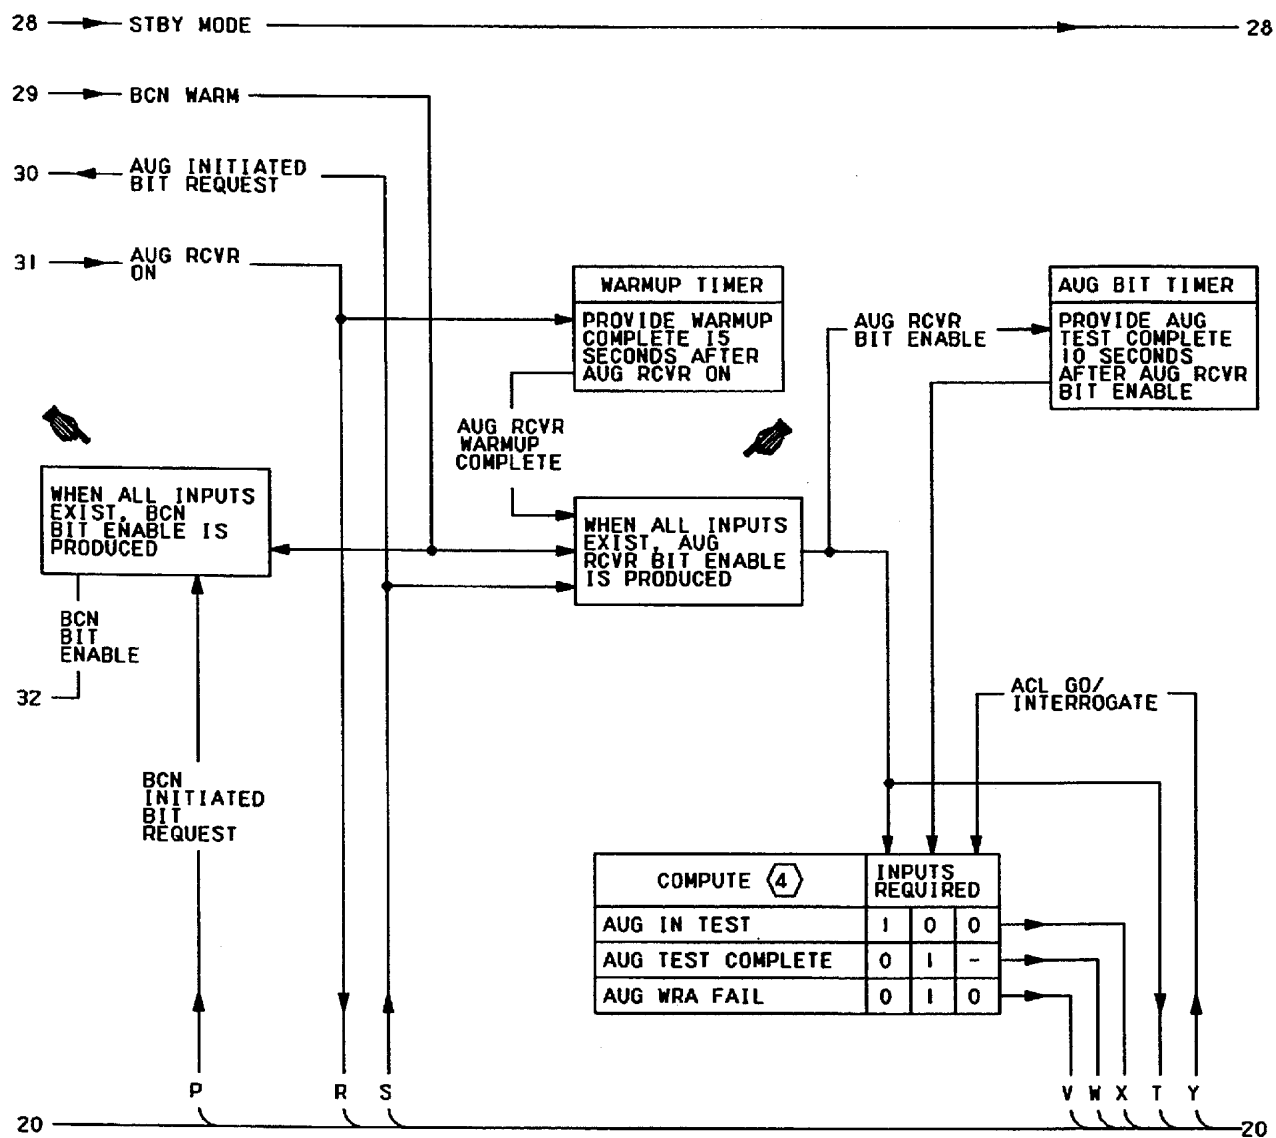 28 STBY MODE 28
29 BCN WARM
30 AUG INITIATED
BIT REQUEST
31 AUG RCVR
ON
WARMUP TIMER
PROVIDE WARMUP
COMPLETE 15
SECONDS AFTER
AUG RCVR ON
AUG RCVR
BIT ENABLE
AUG BIT TIMER
PROVIDE AUG
TEST COMPLETE
10 SECONDS
AFTER AUG RCVR
BIT ENABLE
AUG RCVR
WARMUP
COMPLETE
WHEN ALL INPUTS
EXIST, BCN
BIT ENABLE IS
PRODUCED
WHEN ALL INPUTS
EXIST, AUG
RCVR BIT ENABLE
IS PRODUCED
BCN
BIT
ENABLE
32
ACL GO/
INTERROGATE
BCN
INITIATED
BIT
REQUEST
COMPUTE 4
INPUTS
REQUIRED
AUG IN TEST 1 0 0
AUG TEST COMPLETE 0 1 -
AUG WRA FAIL 0 1 0
P R S V W X T Y
20 20